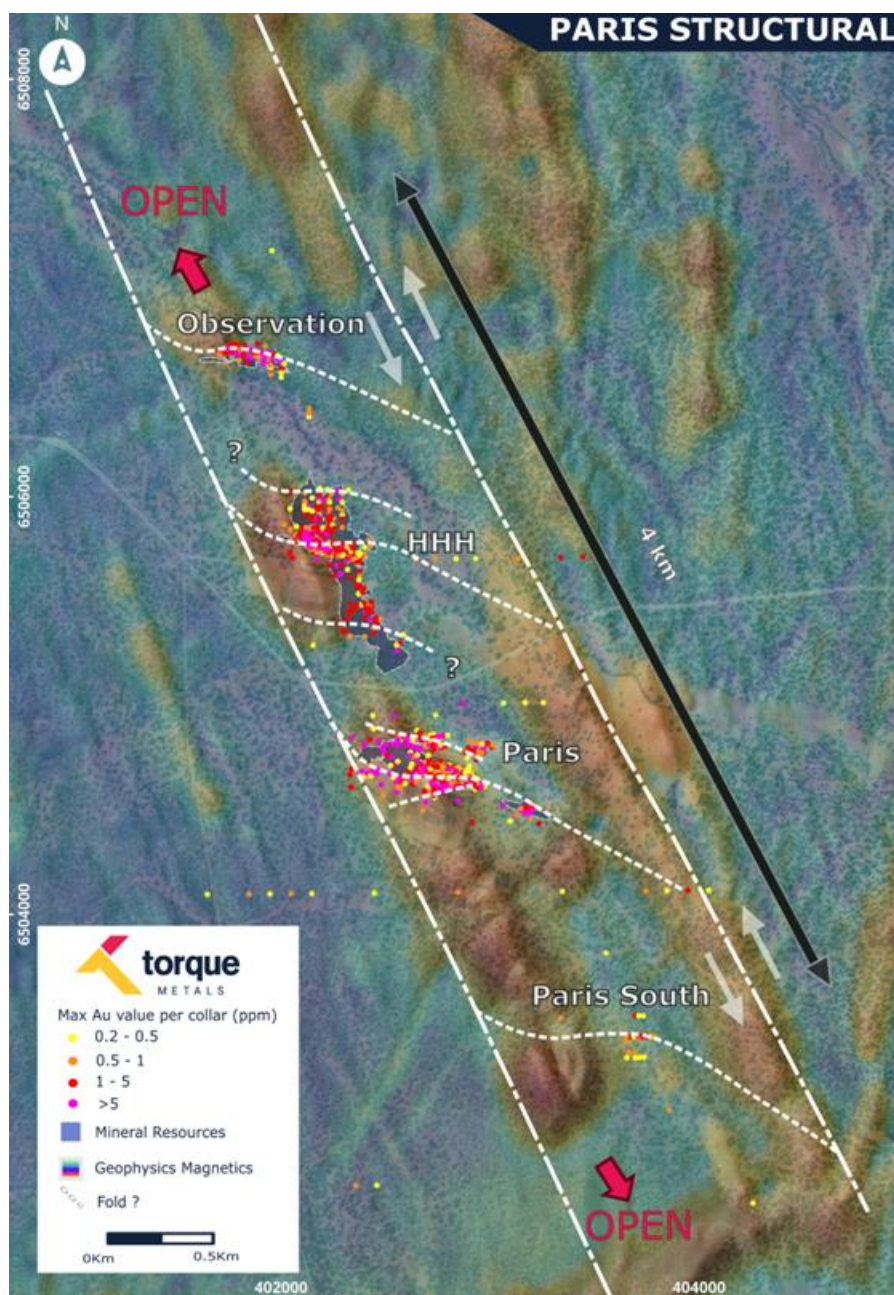 PARIS STRUCTURAL
N
6508000
OPEN
Observation
?
6506000
HHH
4 km
?
Paris
6504000
Paris South
torque
METALS
Max Au value per collar (ppm)
0.2 - 0.5
0.5 - 1
1 - 5
>5
Mineral Resources
Geophysics Magnetics
Fold ?
0Km 0.5Km
OPEN
402000 404000